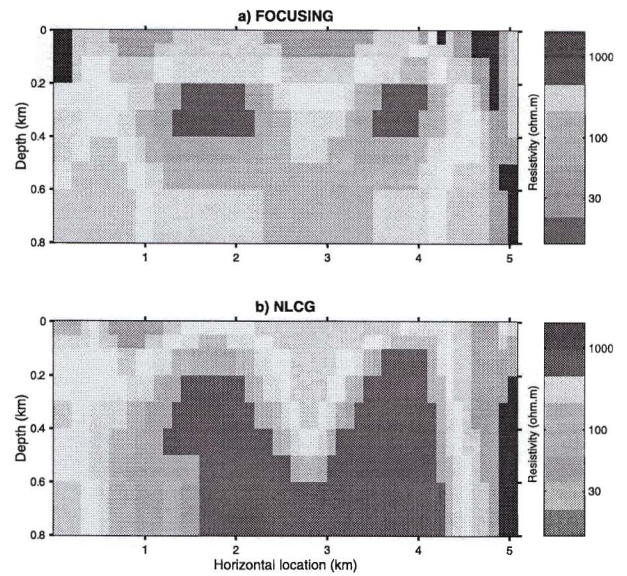 a) FOCUSING
0
0.2
0.4
0.6
0.8
Depth (km)
1 2 3 4 5
1000
100
30
Resistivity (ohm.m)
b) NLCG
0
0.2
0.4
0.6
0.8
Depth (km)
1 2 3 4 5
Horizontal location (km)
1000
100
30
Resistivity (ohm.m)